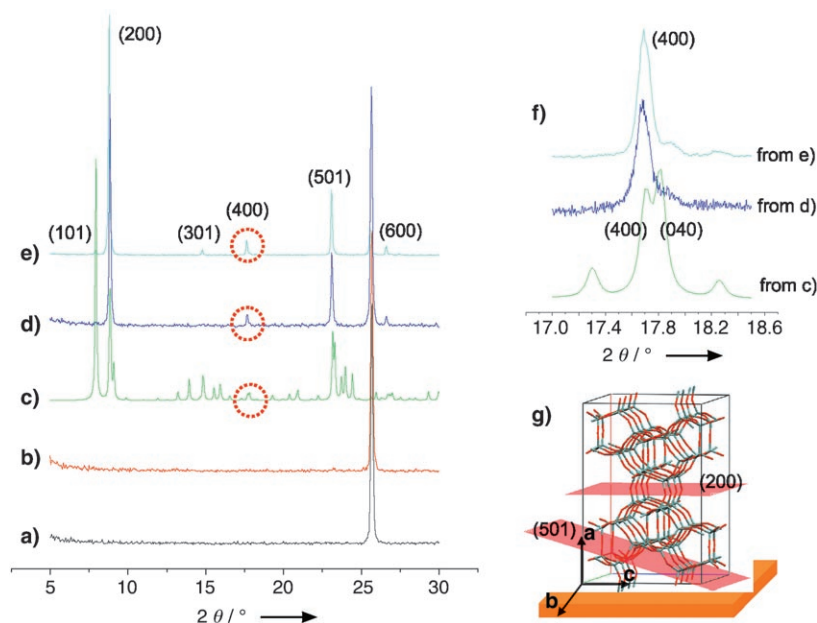 (200)
(101)
(301)
(400)
(501)
(600)
e)
d)
c)
b)
a)
5 10 15 20 25 30
2 θ / °
f)
(400)
from e)
from d)
(400) (040)
from c)
17.0 17.4 17.8 18.2 18.6
2 θ / °
g)
(200)
(501)
a
c
b